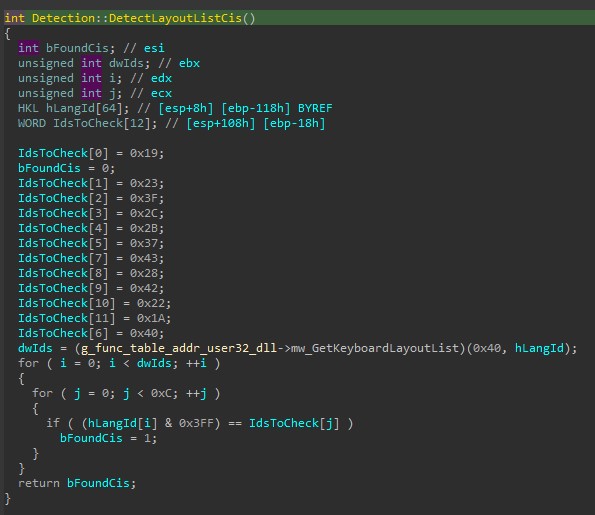 int Detection::DetectLayoutListCis()
{
int bFoundCis; // esi
unsigned int dwIds; // ebx
unsigned int i; // edx
unsigned int j; // ecx
HKL hLangId[64]; // [esp+8h] [ebp-118h] BYREF
WORD IdsToCheck[12]; // [esp+108h] [ebp-18h]
IdsToCheck[0] = 0x19;
bFoundCis = 0;
IdsToCheck[1] = 0x23;
IdsToCheck[2] = 0x3F;
IdsToCheck[3] = 0x2C;
IdsToCheck[4] = 0x2B;
IdsToCheck[5] = 0x37;
IdsToCheck[7] = 0x43;
IdsToCheck[8] = 0x28;
IdsToCheck[9] = 0x42;
IdsToCheck[10] = 0x22;
IdsToCheck[11] = 0x1A;
IdsToCheck[6] = 0x40;
dwIds = (g_func_table_addr_user32_dll->mw_GetKeyboardLayoutList)(0x40, hLangId);
for ( i = 0; i < dwIds; ++i )
{
for ( j = 0; j < 0xC; ++j )
{
if ( (hLangId[i] & 0x3FF) == IdsToCheck[j] )
bFoundCis = 1;
}
}
return bFoundCis;
}